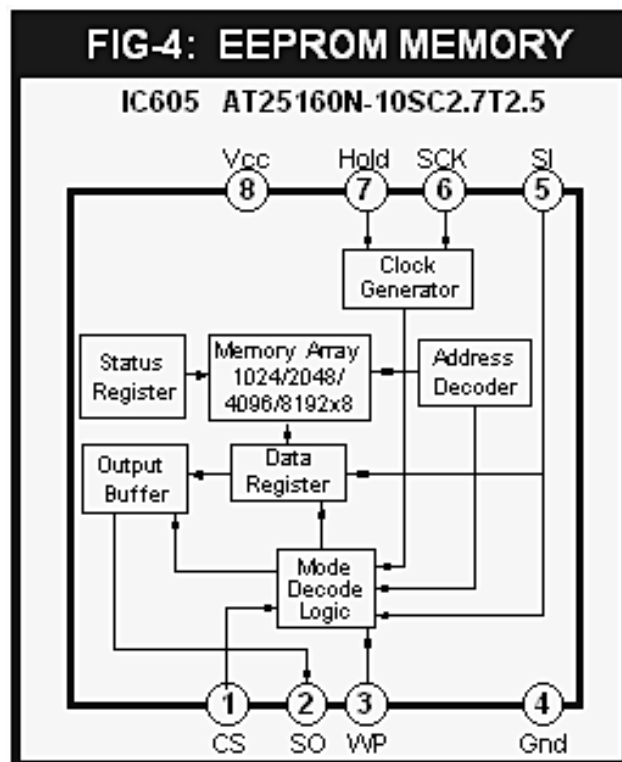 FIG-4: EEPROM MEMORY
IC605 AT25160N-10SC2.7T2.5
Vcc Hold SCK SI
8 7 6 5
Clock
Generator
Status
Register
Memory Array
1024/2048/
4096/8192x8
Address
Decoder
Output
Buffer
Data
Register
Mode
Decode
Logic
1 2 3 4
CS SO WP Gnd